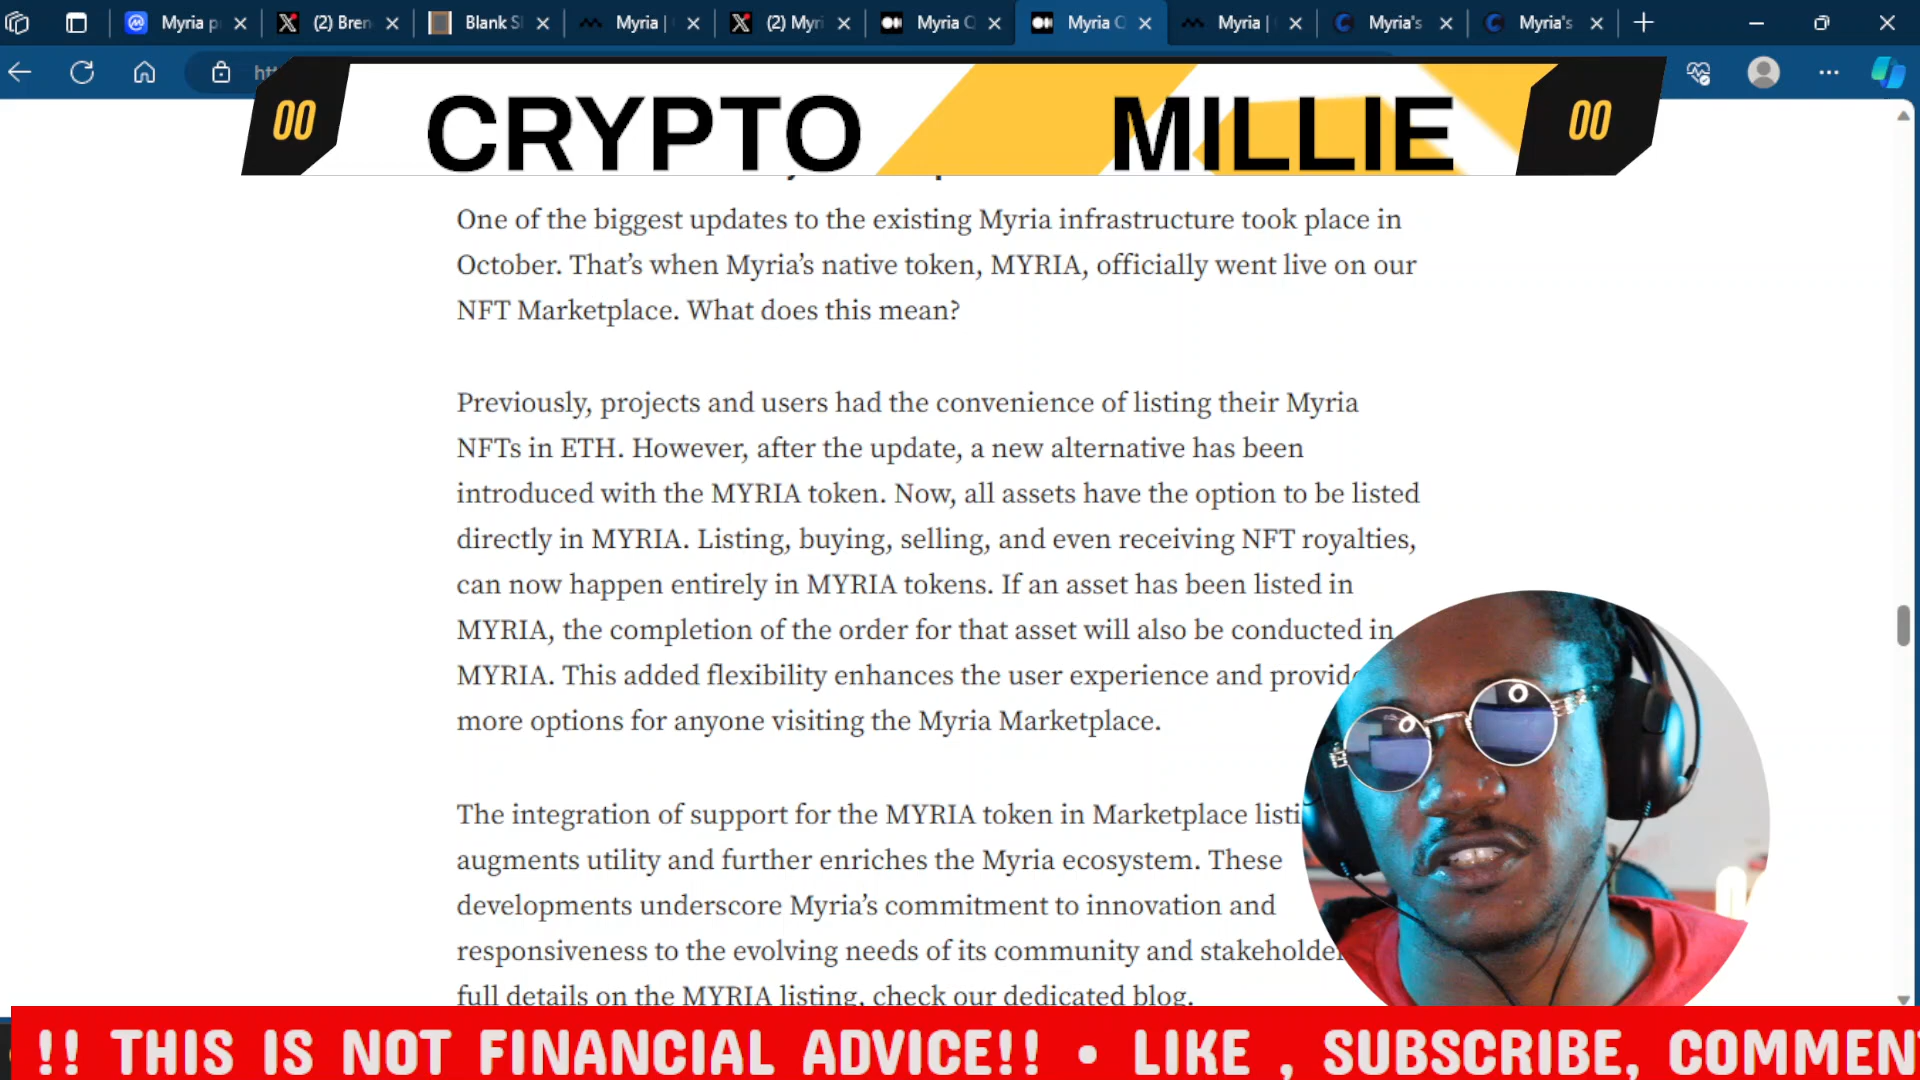 Myria p
(2) Bren
Blank S
Myria |
(2) Myri
Myria Q
Myria Q
Myria |
Myria's
Myria's
00
CRYPTO MILLIE
00
One of the biggest updates to the existing Myria infrastructure took place in
October. That’s when Myria’s native token, MYRIA, officially went live on our
NFT Marketplace. What does this mean?
Previously, projects and users had the convenience of listing their Myria
NFTs in ETH. However, after the update, a new alternative has been
introduced with the MYRIA token. Now, all assets have the option to be listed
directly in MYRIA. Listing, buying, selling, and even receiving NFT royalties,
can now happen entirely in MYRIA tokens. If an asset has been listed in
MYRIA, the completion of the order for that asset will also be conducted in
MYRIA. This added flexibility enhances the user experience and provide
more options for anyone visiting the Myria Marketplace.
The integration of support for the MYRIA token in Marketplace listi
augments utility and further enriches the Myria ecosystem. These
developments underscore Myria’s commitment to innovation and
responsiveness to the evolving needs of its community and stakeholder
full details on the MYRIA listing, check our dedicated blog.
!! THIS IS NOT FINANCIAL ADVICE!! • LIKE , SUBSCRIBE, COMMEN